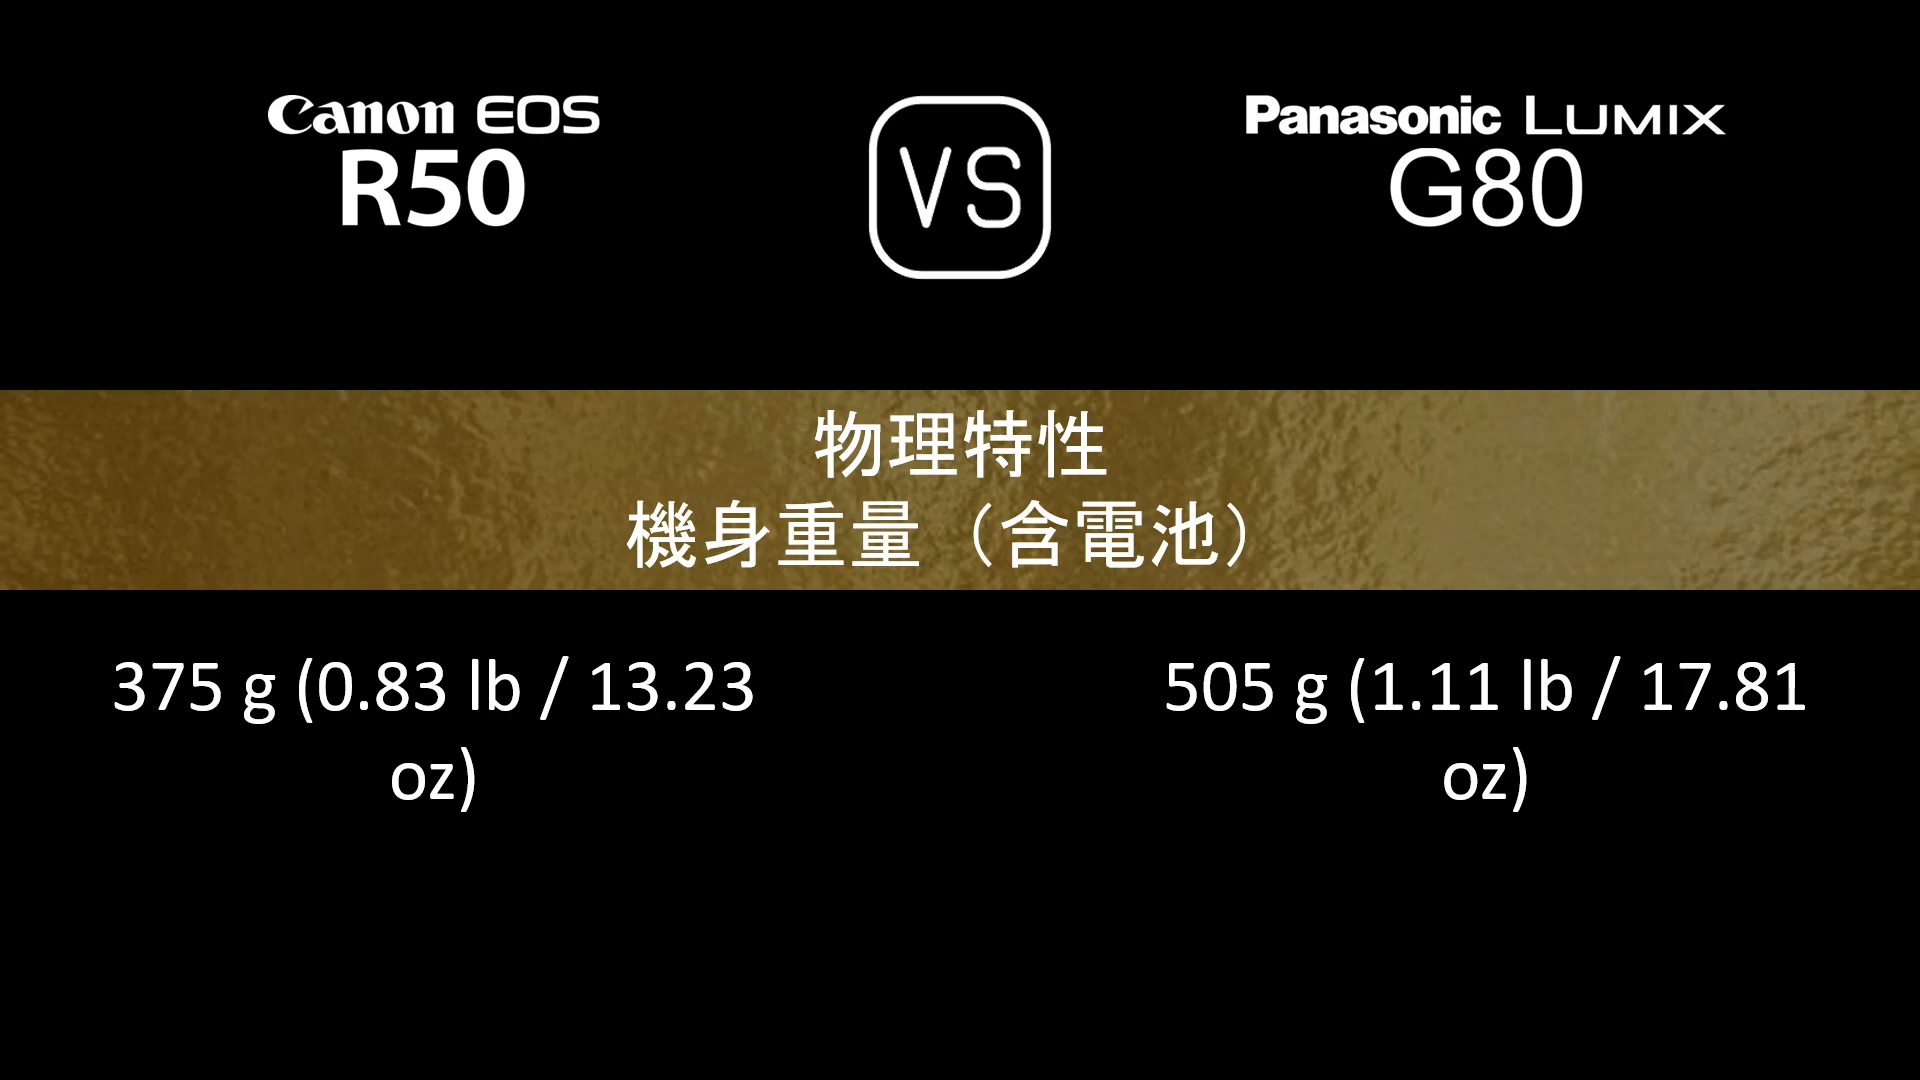 Canon EOS
R50
VS
Panasonic LUMIX
G80
物理特性
機身重量（含電池）
375 g (0.83 lb / 13.23
oz)
505 g (1.11 lb / 17.81
oz)